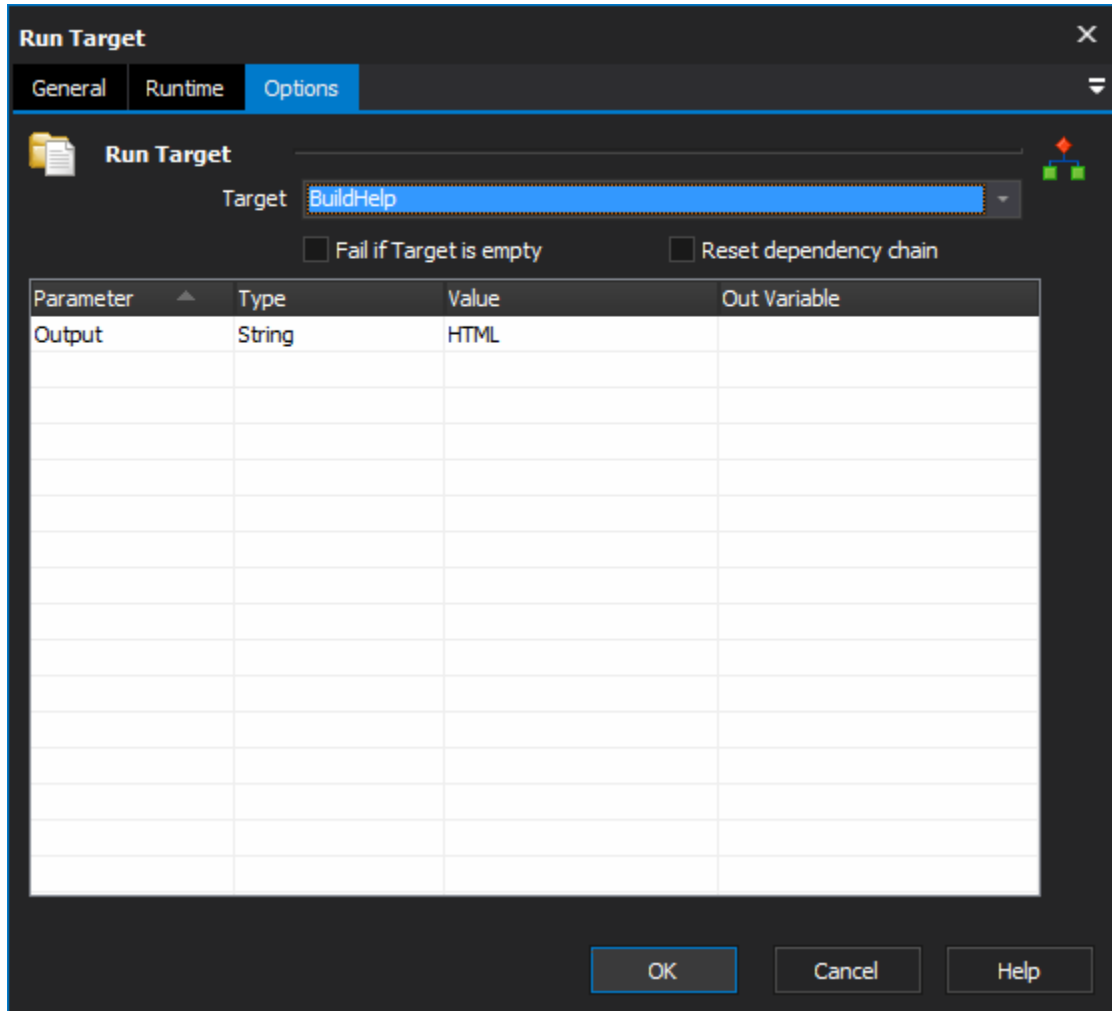 Run Target
General Runtime Options
Run Target
Target BuildHelp
Fail if Target is empty Reset dependency chain
Parameter Type Value Out Variable
Output String HTML
OK Cancel Help